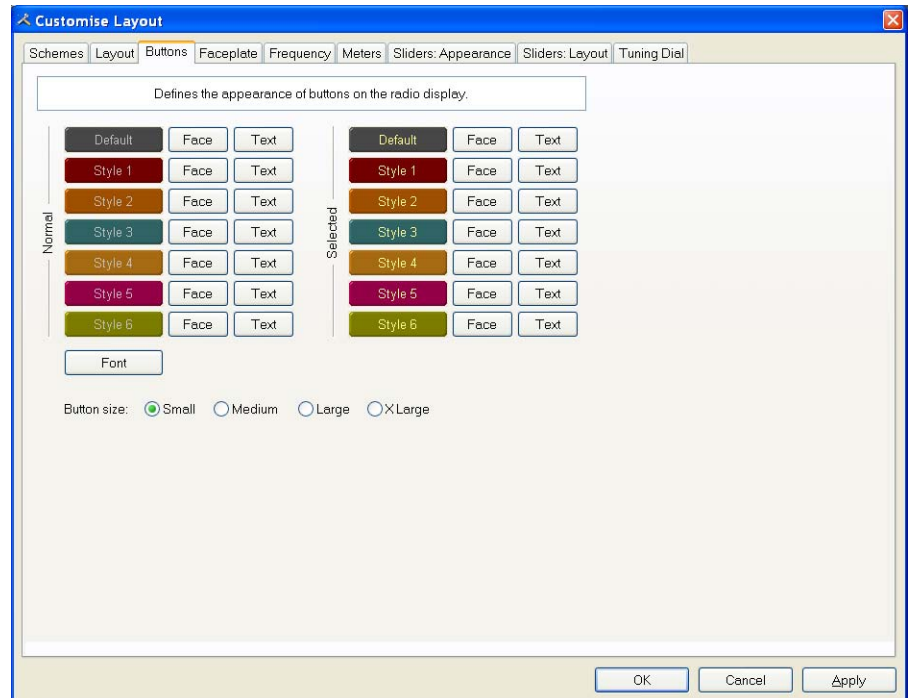 Customise Layout
Schemes Layout Buttons Faceplate Frequency Meters Sliders: Appearance Sliders: Layout Tuning Dial
Defines the appearance of buttons on the radio display.
Normal
Default Face Text
Style 1 Face Text
Style 2 Face Text
Style 3 Face Text
Style 4 Face Text
Style 5 Face Text
Style 6 Face Text
Selected
Default Face Text
Style 1 Face Text
Style 2 Face Text
Style 3 Face Text
Style 4 Face Text
Style 5 Face Text
Style 6 Face Text
Font
Button size: Small Medium Large X Large
OK Cancel Apply